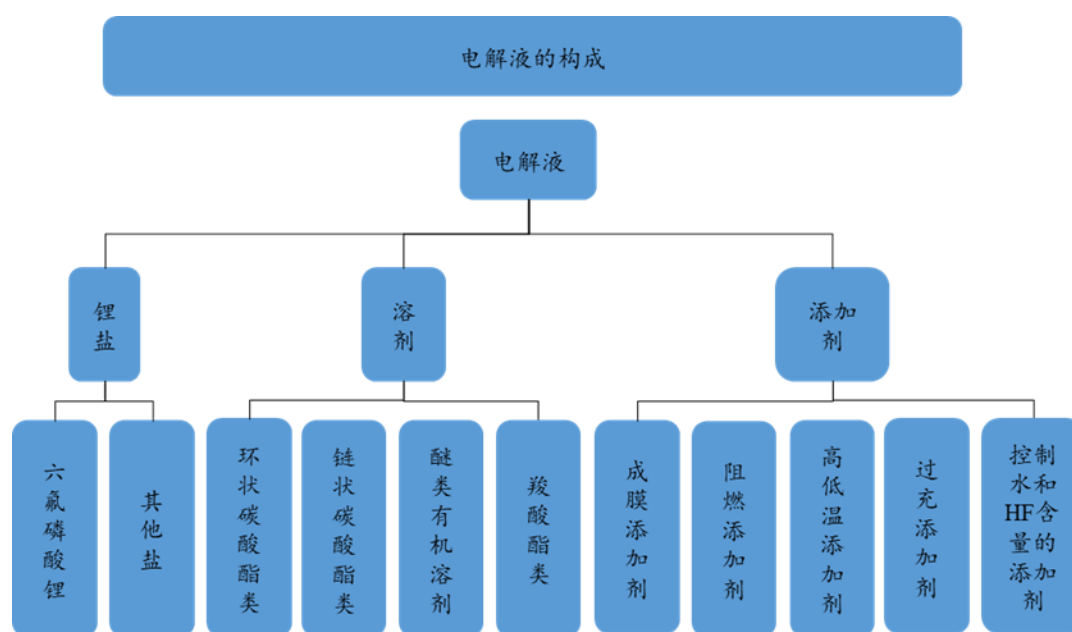 电解液的构成
电解液
锂
盐
溶
剂
添加
剂
六
氟
磷
酸
锂
其
他
盐
环
状
碳
酸
酯
类
链
状
碳
酸
酯
类
醚
类
有
机
溶
剂
羧
酸
酯
类
成
膜
添
加
剂
阻
燃
添
加
剂
高
低
温
添
加
剂
过
充
添
加
剂
控制
水和
HF含
量的
添加
剂